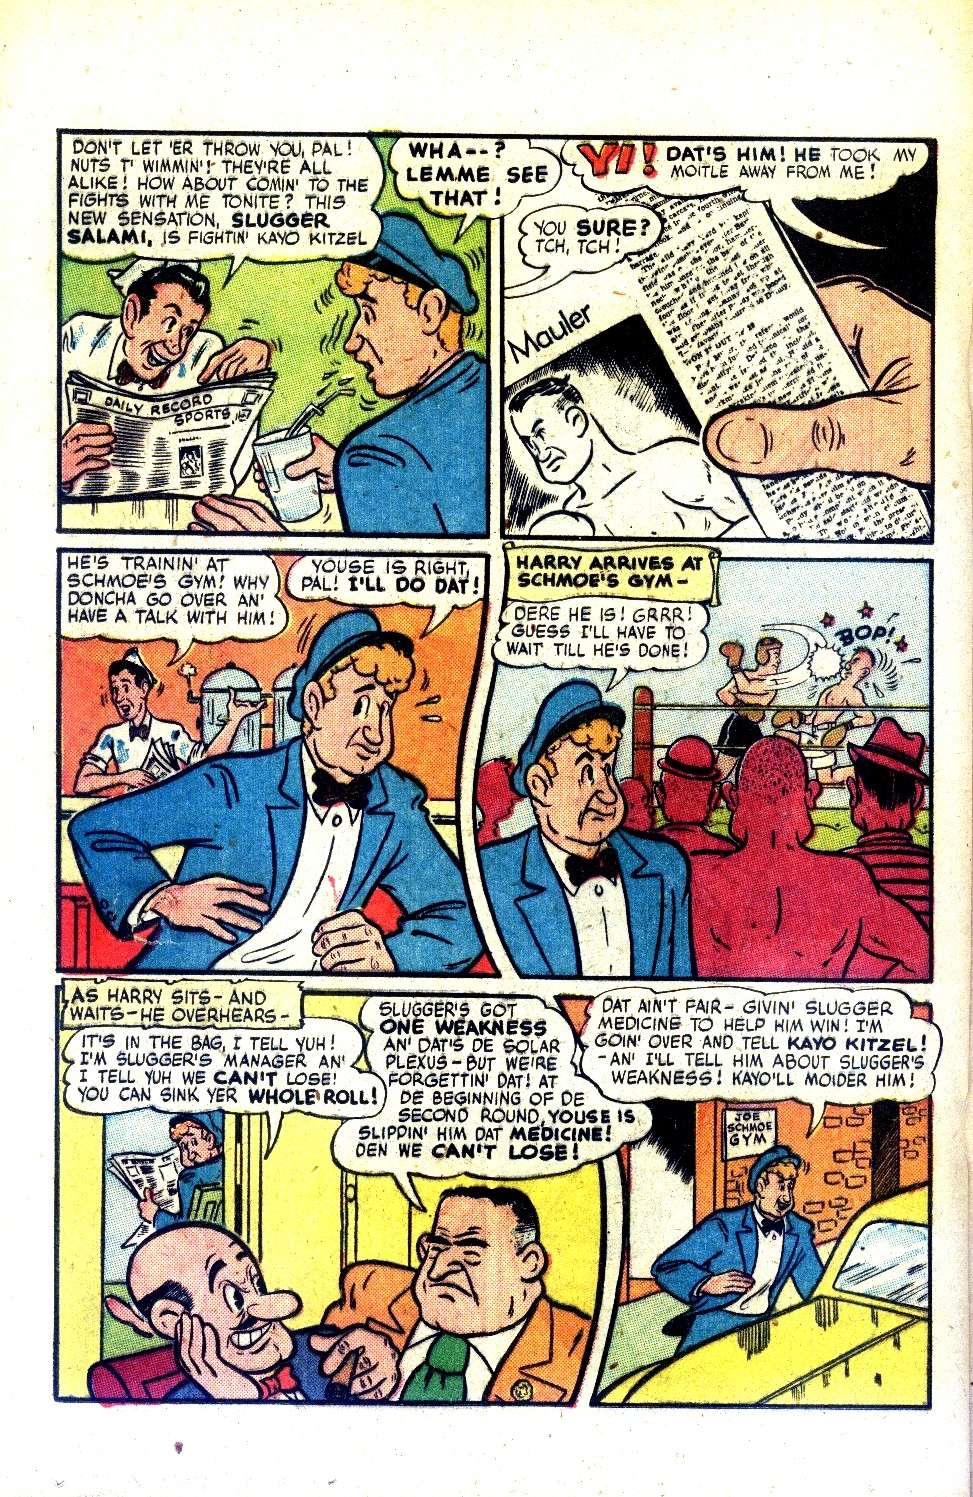 DON'T LET 'ER THROW YOU, PAL!
NUTS T' WIMMIN'! THEY'RE ALL
ALIKE! HOW ABOUT COMIN' TO THE
FIGHTS WITH ME TONITE? THIS
NEW SENSATION, SLUGGER
SALAMI, IS FIGHTIN' KAYO KITZEL
WHA--?
LEMME SEE
THAT!
DAILY RECORD
SPORTS
YI! DAT'S HIM! HE TOOK MY
MOITLE AWAY FROM ME!
YOU SURE?
TCH, TCH!
Mauler
HE'S TRAININ' AT
SCHMOE'S GYM! WHY
DONCHA GO OVER AN'
HAVE A TALK WITH HIM!
YOUSE IS RIGHT,
PAL! I'LL DO DAT!
HARRY ARRIVES AT
SCHMOE'S GYM-
DERE HE IS! GRRR!
GUESS I'LL HAVE TO
WAIT TILL HE'S DONE!
BOP!
AS HARRY SITS-AND
WAITS-HE OVERHEARS-
IT'S IN THE BAG, I TELL YUH!
I'M SLUGGER'S MANAGER AN'
I TELL YUH WE CAN'T LOSE!
YOU CAN SINK YER WHOLE ROLL!
SLUGGER'S GOT
ONE WEAKNESS
AN' DAT'S DE SOLAR
PLEXUS-BUT WE'RE
FORGETTIN' DAT! AT
DE BEGINNING OF DE
SECOND ROUND, YOUSE IS
SLIPPIN' HIM DAT MEDICINE!
DEN WE CAN'T LOSE!
DAT AIN'T FAIR- GIVIN' SLUGGER
MEDICINE TO HELP HIM WIN! I'M
GOIN' OVER AND TELL KAYO KITZEL!
-AN' I'LL TELL HIM ABOUT SLUGGER'S
WEAKNESS! KAYO'LL MOIDER HIM!
JOE
SCHMOE
GYM